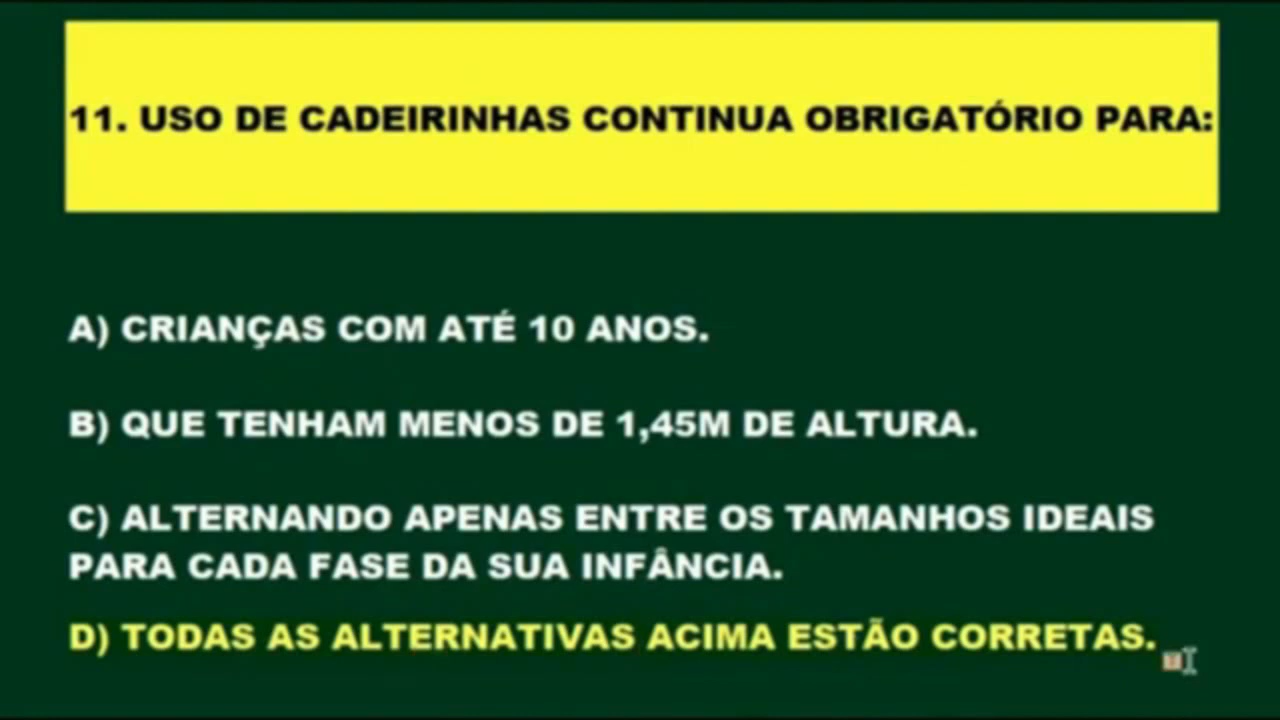 11. USO DE CADEIRINHAS CONTINUA OBRIGATÓRIO PARA:
A) CRIANÇAS COM ATÉ 10 ANOS.
B) QUE TENHAM MENOS DE 1,45M DE ALTURA.
C) ALTERNANDO APENAS ENTRE OS TAMANHOS IDEAIS
PARA CADA FASE DA SUA INFÂNCIA.
D) TODAS AS ALTERNATIVAS ACIMA ESTÃO CORRETAS.